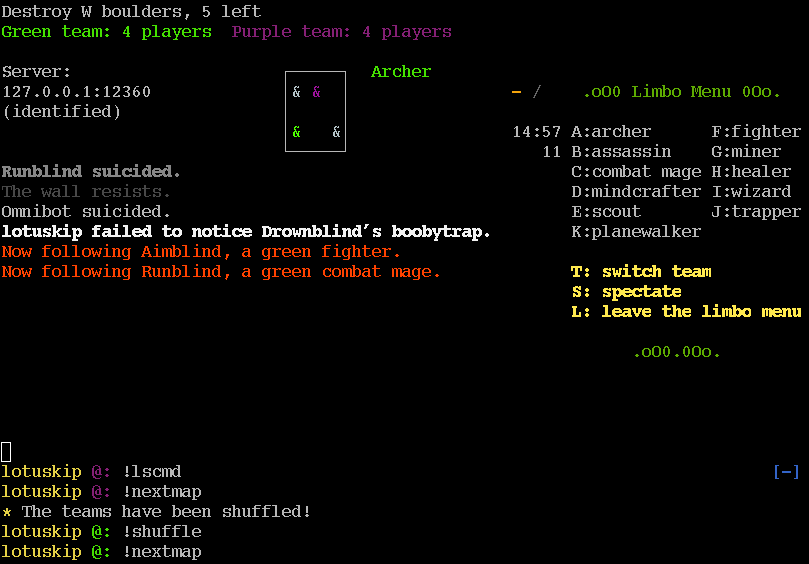 Destroy W boulders, 5 left
Green team: 4 players  Purple team: 4 players
Server:
127.0.0.1:12360
(identified)
& &
&   &
Archer
- /    .oO0 Limbo Menu 0Oo.
14:57 A:archer      F:fighter
11 B:assassin    G:miner
C:combat mage H:healer
D:mindcrafter I:wizard
E:scout       J:trapper
K:planewalker
T: switch team
S: spectate
L: leave the limbo menu
.oO0.0Oo.
Runblind suicided.
The wall resists.
Omnibot suicided.
lotuskip failed to notice Drownblind's boobytrap.
Now following Aimblind, a green fighter.
Now following Runblind, a green combat mage.
lotuskip @: !lscmd
[-]
lotuskip @: !nextmap
* The teams have been shuffled!
lotuskip @: !shuffle
lotuskip @: !nextmap